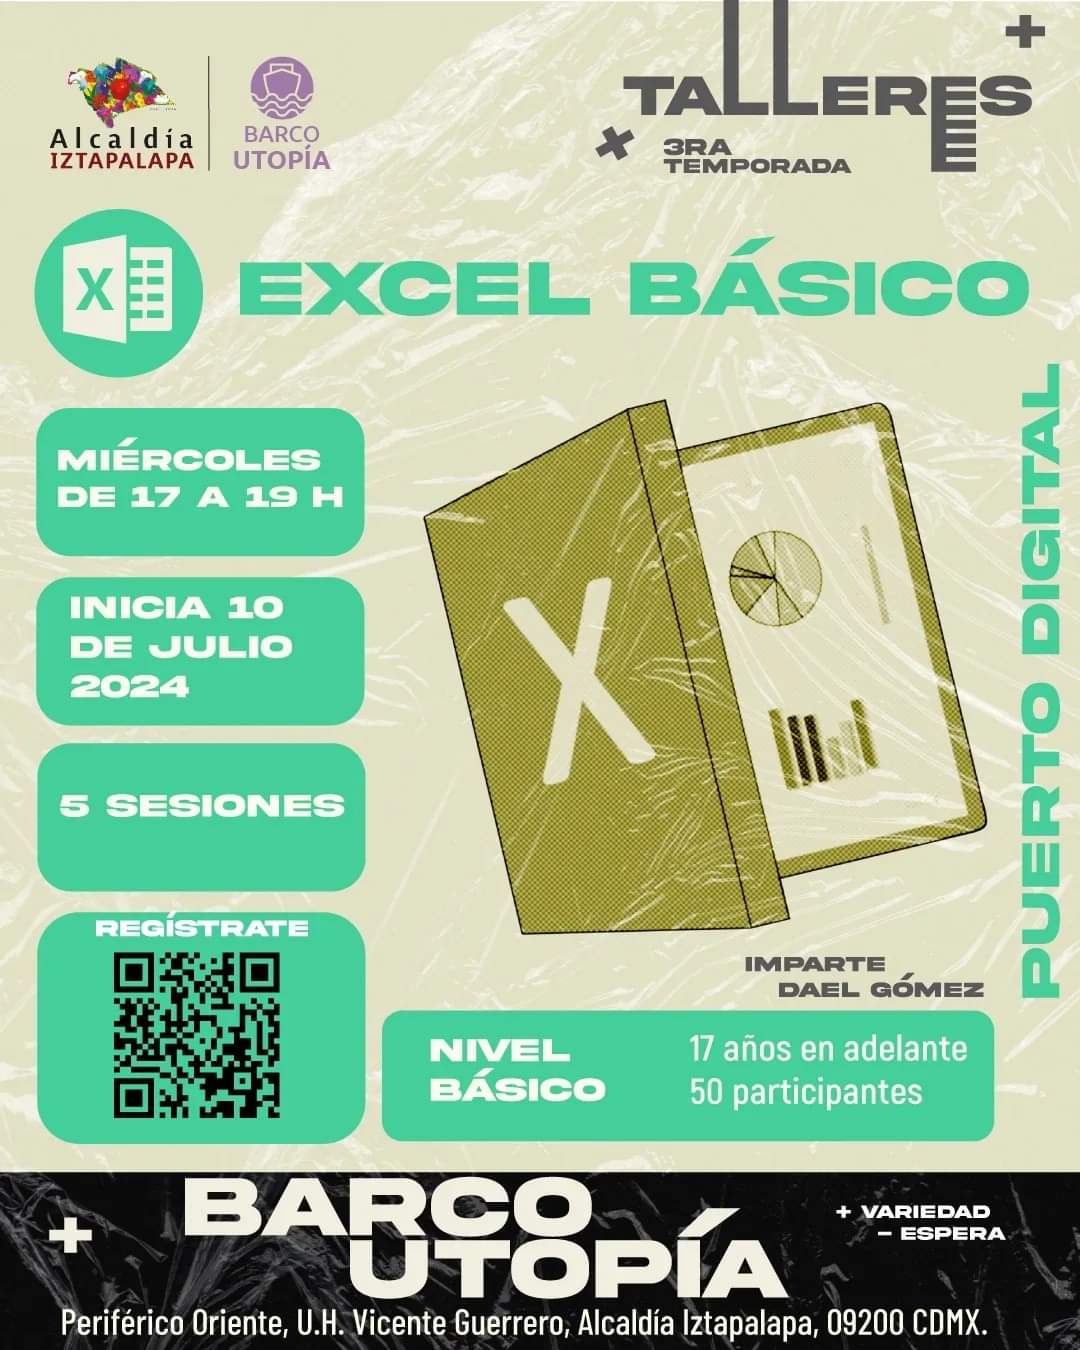 Alcaldía
IZTAPALAPA
BARCO
UTOPÍA
TALLERES
3RA
TEMPORADA
X
EXCEL BÁSICO
MIÉRCOLES
DE 17 A 19 H
INICIA 10
DE JULIO
2024
5 SESIONES
REGÍSTRATE
X
PUERTO DIGITAL
IMPARTE
DAEL GÓMEZ
NIVEL
BÁSICO
17 años en adelante
50 participantes
+ BARCO
UTOPÍA
+ VARIEDAD
- ESPERA
Periférico Oriente, U.H. Vicente Guerrero, Alcaldía Iztapalapa, 09200 CDMX.